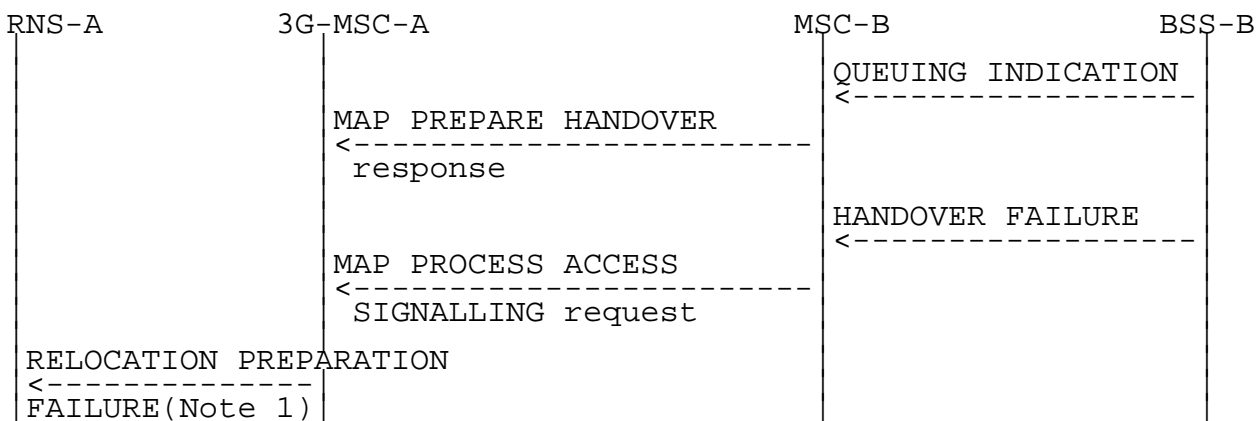 RNS-A 3G-MSC-A MSC-B BSS-B
QUEUING INDICATION
MAP PREPARE HANDOVER
response
HANDOVER FAILURE
MAP PROCESS ACCESS
SIGNALLING request
RELOCATION PREPARATION
FAILURE(Note 1)